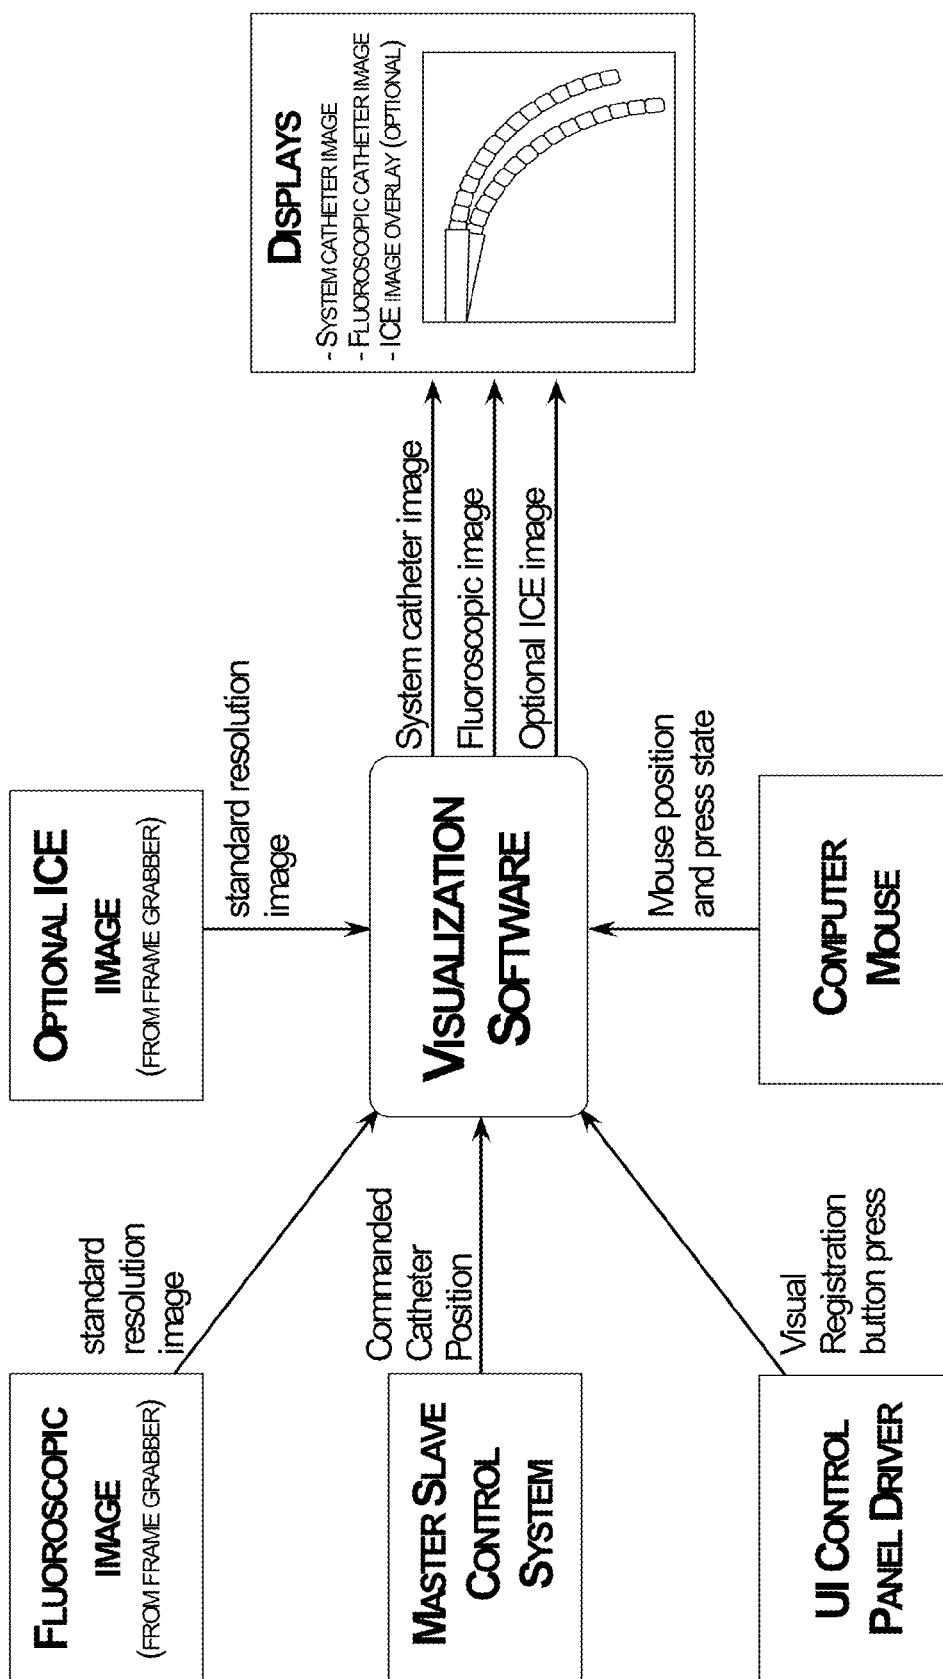 FLUOROSCOPIC
IMAGE
(FROM FRAME GRABBER)
standard
resolution
image
OPTIONAL ICE
IMAGE
(FROM FRAME GRABBER)
standard resolution
image
MASTER SLAVE
CONTROL
SYSTEM
Commanded
Catheter
Position
VISUALIZATION
SOFTWARE
System catheter image
Fluoroscopic image
Optional ICE image
DISPLAYS
- SYSTEM CATHETER IMAGE
- FLUOROSCOPIC CATHETER IMAGE
- ICE IMAGE OVERLAY (OPTIONAL)
UI CONTROL
PANEL DRIVER
Visual
Registration
button press
COMPUTER
MOUSE
Mouse position
and press state